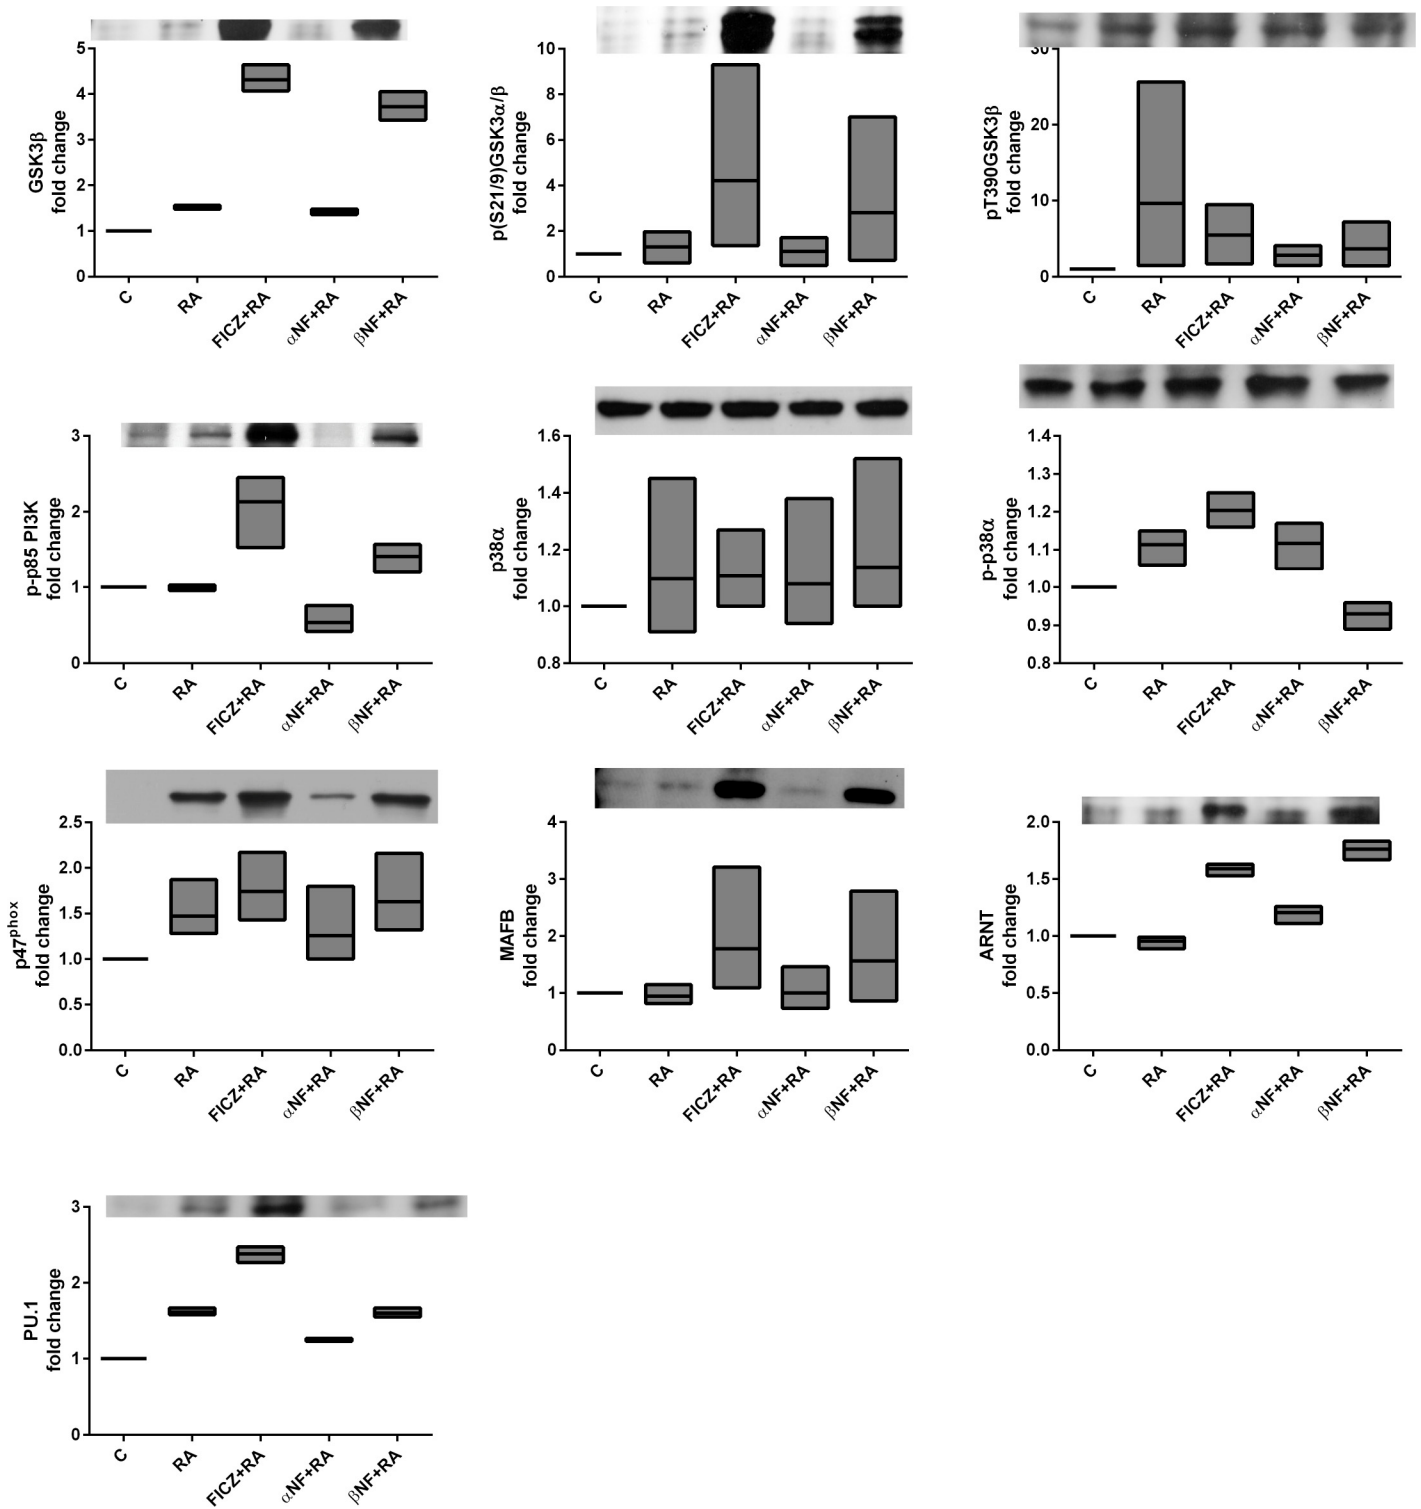 GSK3β
fold change
5
4
3
2
1
0
C
RA
FICZ+RA
αNF+RA
βNF+RA
p(S21/9)GSK3α/β
fold change
10
8
6
4
2
0
C
RA
FICZ+RA
αNF+RA
βNF+RA
pT390GSK3β
fold change
30
20
10
0
C
RA
FICZ+RA
αNF+RA
βNF+RA
p-p85 PI3K
fold change
3
2
1
0
C
RA
FICZ+RA
αNF+RA
βNF+RA
p38α
fold change
1.6
1.4
1.2
1.0
0.8
C
RA
FICZ+RA
αNF+RA
βNF+RA
p-p38α
fold change
1.4
1.3
1.2
1.1
1.0
0.9
0.8
C
RA
FICZ+RA
αNF+RA
βNF+RA
p47phox
fold change
2.5
2.0
1.5
1.0
0.5
0.0
C
RA
FICZ+RA
αNF+RA
βNF+RA
MAFB
fold change
4
3
2
1
0
C
RA
FICZ+RA
αNF+RA
βNF+RA
ARNT
fold change
2.0
1.5
1.0
0.5
0.0
C
RA
FICZ+RA
αNF+RA
βNF+RA
PU.1
fold change
3
2
1
0
C
RA
FICZ+RA
αNF+RA
βNF+RA